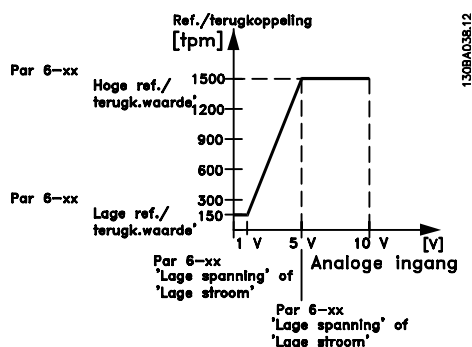 Ref./terugkoppeling
[tpm]
130BA038.12
Par 6-xx
Hoge ref./
terugk.waarde'
1500
1200
900
600
300
150
Par 6-xx
Lage ref./
terugk.waarde'
1 V
5 V
10 V
[V]
Analoge ingang
Par 6-xx
'Lage spanning' of
'Lage stroom'
Par 6-xx
'Lage spanning' of
'Lage stroom'